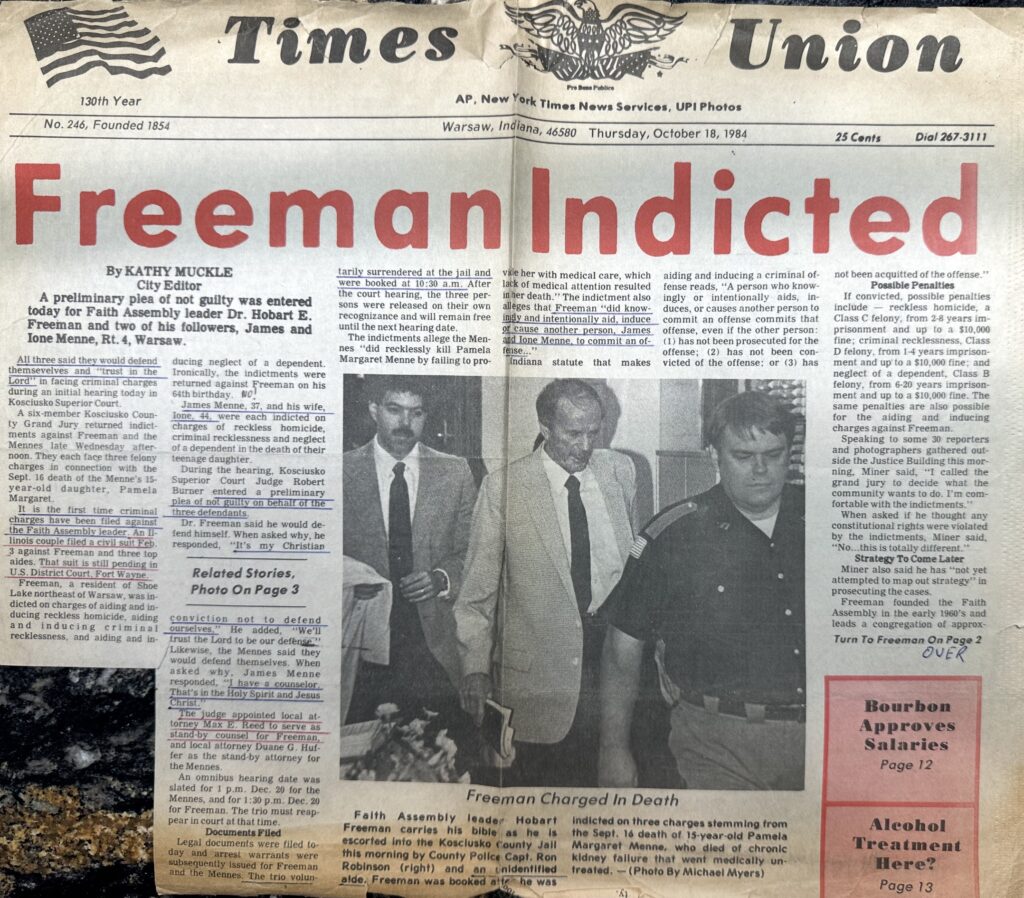 Times Union
Pro Bono Publico
130th Year
AP, New York Times News Services, UPI Photos
No. 246, Founded 1854
Warsaw, Indiana, 46580 Thursday, October 18, 1984
25 Cents Dial 267-3111
Freeman Indicted
By KATHY MUCKLE
City Editor
A preliminary plea of not guilty was entered
today for Faith Assembly leader Dr. Hobart E.
Freeman and two of his followers, James and
Ione Menne, Rt. 4, Warsaw.
All three said they would defend
themsevelves and "trust in the
Lord" in facing criminal charges
during an initial hearing today in
Kosciusko Superior Court.
A six-member Kosciusko Coun-
ty Grand Jury returned indict-
ments against Freeman and the
Mennes late Wednesday after-
noon. They each face three felony
charges in connection with the
Sept. 16 death of the Menne's 15-
year-old daughter, Pamela
Margaret.
It is the first time criminal
charges have been filed against
the Faith Assembly leader. An Il-
linois couple filed a civil suit Feb.
3 against Freeman and three top
aides. That suit is still pending in
U.S. District Court, Fort Wayne.
Freeman, a resident of Shoe
Lake northeast of Warsaw, was in-
dicted on charges of aiding and in-
ducing reckless homicide, aiding
and inducing criminal
recklessness, and aiding and in-
ducing neglect of a dependent.
Ironically, the indictments were
returned against Freeman on his
64th birthday. NO!
James Menne, 37, and his wife,
Ione, 44, were each indicted on
charges of reckless homicide,
criminal recklessness and neglect
of a dependent in the death of their
teenage daughter.
During the hearing, Kosciusko
Superior Court Judge Robert
Burner entered a preliminary
plea of not guilty on behalf of the
three defendants.
Dr. Freeman said he would de-
fend himself. When asked why, he
responded, "It's my Christian
Related Stories,
Photo On Page 3
conviction not to defend
ourselves." He added, "We'll
trust the Lord to be our defense."
Likewise, the Mennes said they
would defend themselves. When
asked why, James Menne
responded, "I have a counselor.
That's in the Holy Spirit and Jesus
Christ."
The judge appointed local at-
torney Max E. Reed to serve as
stand-by counsel for Freeman,
and local attorney Duane G. Huf-
fer as the stand-by attorney for
the Mennes.
An omnibus hearing date was
slated for 1 p.m. Dec. 20 for the
Mennes, and for 1:30 p.m. Dec. 20
for Freeman. The trio must reap-
pear in court at that time.
Documents Filed
Legal documents were filed to-
day and arrest warrants were
subsequently issued for Freeman
and the Mennes. The trio volun-
tarily surrendered at the jail and
were booked at 10:30 a.m. After
the court hearing, the three per-
sons were released on their own
recognizance and will remain free
until the next hearing date.
The indictments allege the Men-
nes "did recklessly kill Pamela
Margaret Menne by failing to pro-
vide her with medical care, which
lack of medical attention resulted
in her death." The indictment also
alleges that Freeman "did know-
ingly and intentionally aid, induce
or cause another person, James
and Ione Menne, to commit an of-
fense..."
Indiana statute that makes
aiding and inducing a criminal of-
fense reads, "A person who know-
ingly or intentionally aids, in-
duces, or causes another person to
commit an offense commits that
offense, even if the other person:
(1) has not been prosecuted for the
offense; (2) has not been con-
victed of the offense; or (3) has
not been acquitted of the offense."
Possible Penalties
If convicted, possible penalties
include — reckless homicide, a
Class C felony, from 2-8 years im-
prisonment and up to a $10,000
fine; criminal recklessness, Class
D felony, from 1-4 years imprison-
ment and up to a $10,000 fine; and
neglect of a dependent, Class B
felony, from 6-20 years imprison-
ment and up to a $10,000 fine. The
same penalties are also possible
for the aiding and inducing
charges against Freeman.
Speaking to some 30 reporters
and photographers gathered out-
side the Justice Building this mor-
ning, Miner said, "I called the
grand jury to decide what the
community wants to do. I'm com-
fortable with the indictments."
When asked if he thought any
constitutional rights were violated
by the indictments, Miner said,
"No...this is totally different."
Strategy To Come Later
Miner also said he has "not yet
attempted to map out strategy" in
prosecuting the cases.
Freeman founded the Faith
Assembly in the early 1960's and
leads a congregation of approx-
Turn To Freeman On Page 2
OVER
Freeman Charged In Death
Faith Assembly leader Hobart
Freeman carries his bible as he is
escorted into the Kosciusko County Jail
this morning by County Police Capt. Ron
Robinson (right) and an unidentified
aide. Freeman was booked after he was
indicted on three charges stemming from
the Sept. 16 death of 15-year-old Pamela
Margaret Menne, who died of chronic
kidney failure that went medically un-
treated. — (Photo By Michael Myers)
Bourbon
Approves
Salaries
Page 12
Alcohol
Treatment
Here?
Page 13